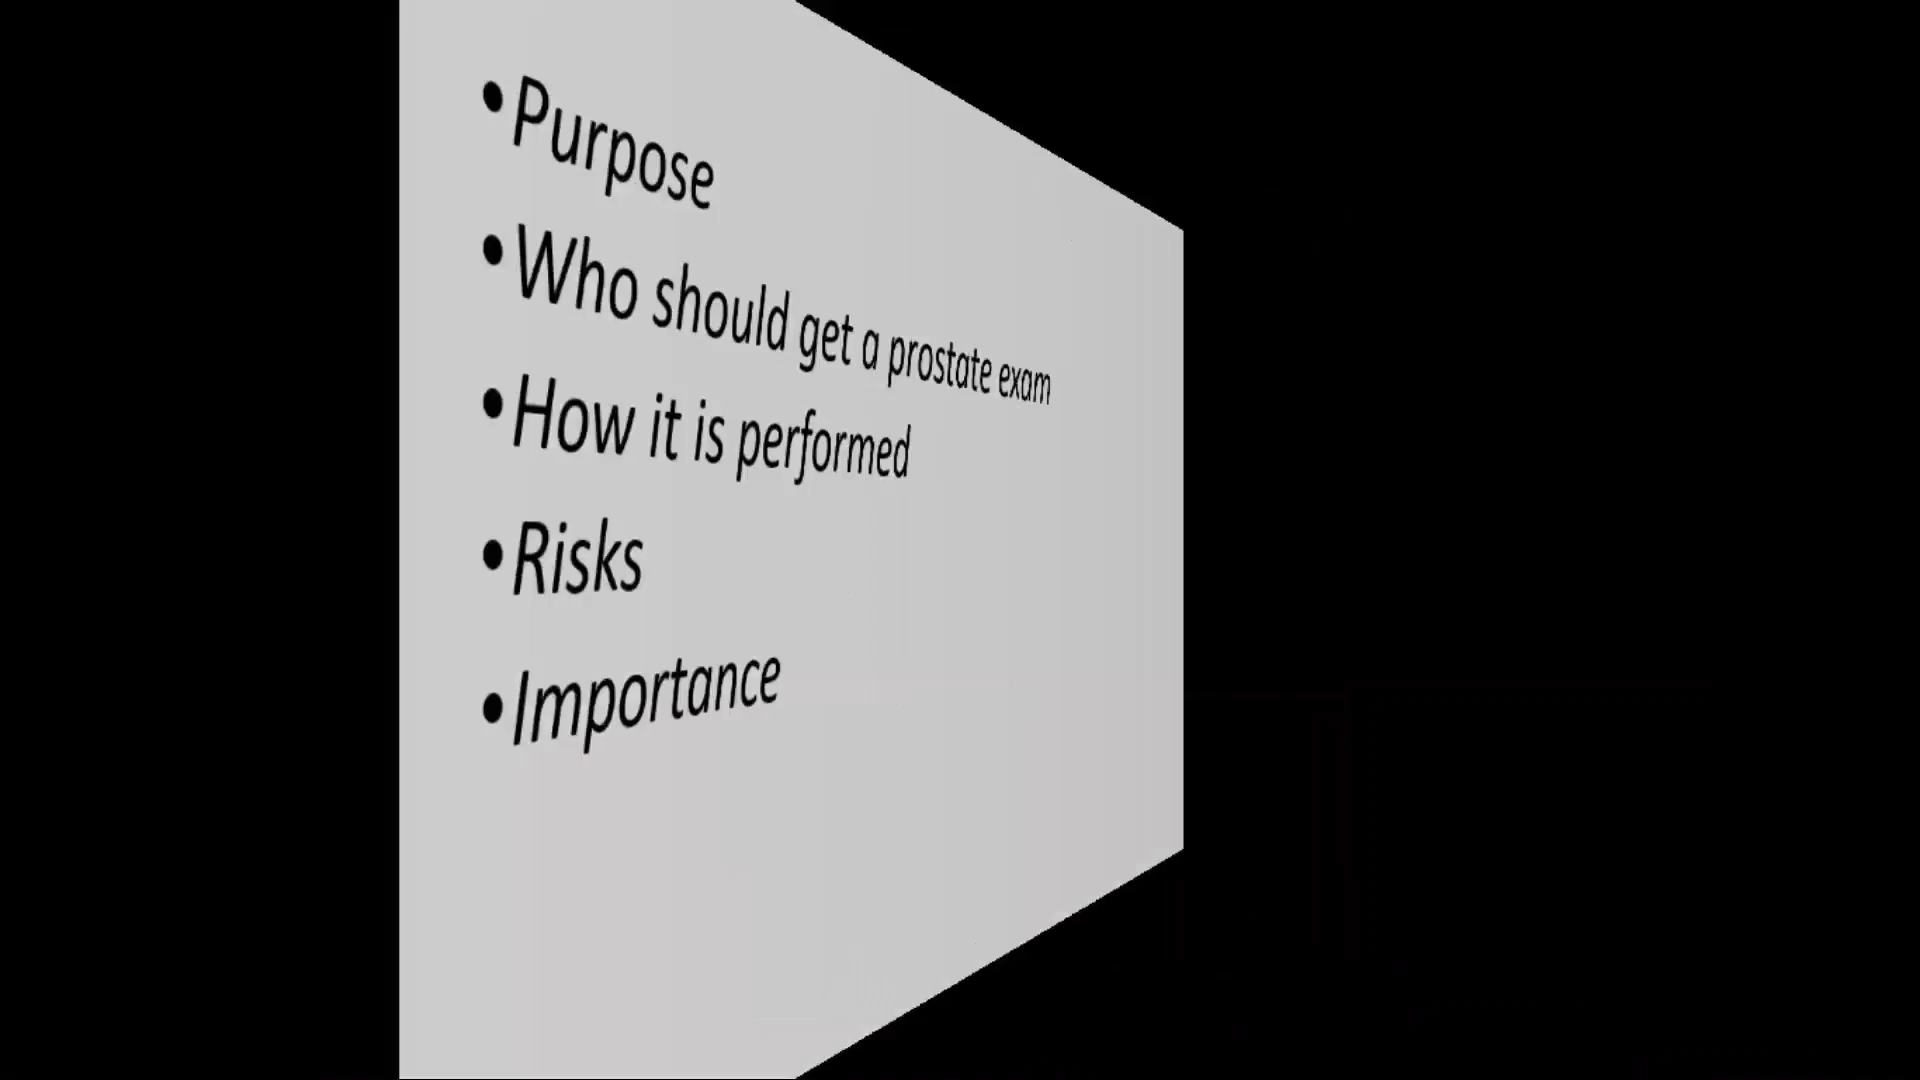 • Purpose
• Who should get a prostate exam
• How it is performed
• Risks
• Importance